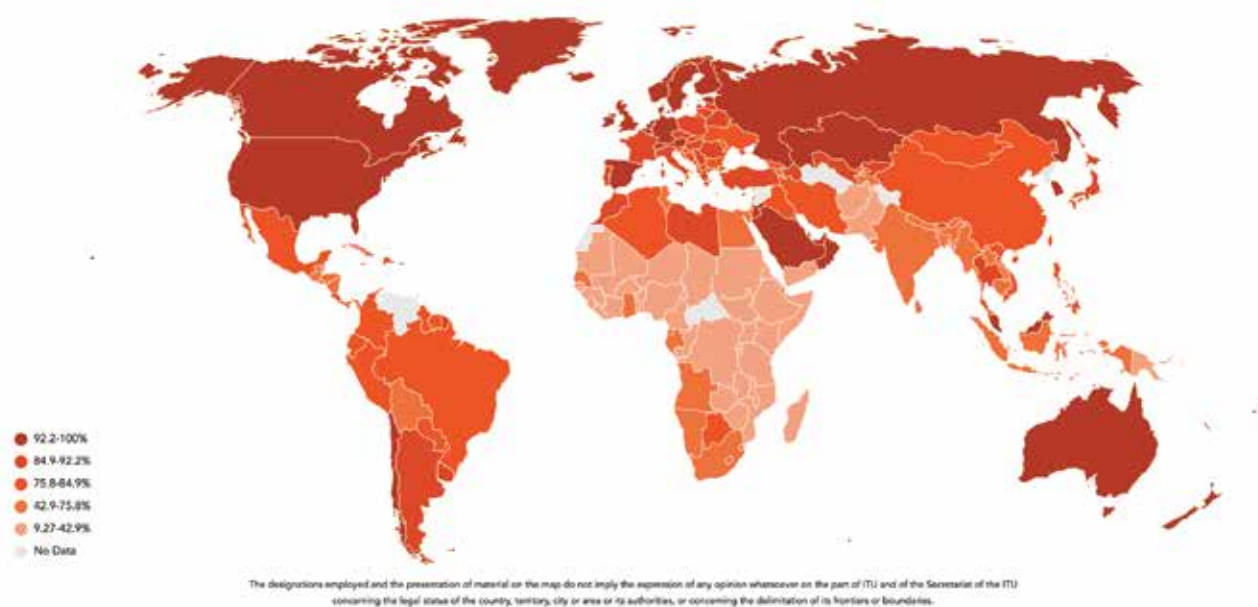 92.2-100%
84.9-92.2%
75.8-84.9%
42.9-75.8%
9.27-42.9%
No Data
The designations employed and the presentation of material on the map do not imply the expression of any opinion whatsoever on the part of ITU and of the Secretariat of the ITU
concerning the legal status of the country, territory, city or area or its authorities, or concerning the delimitation of its frontiers or boundaries.